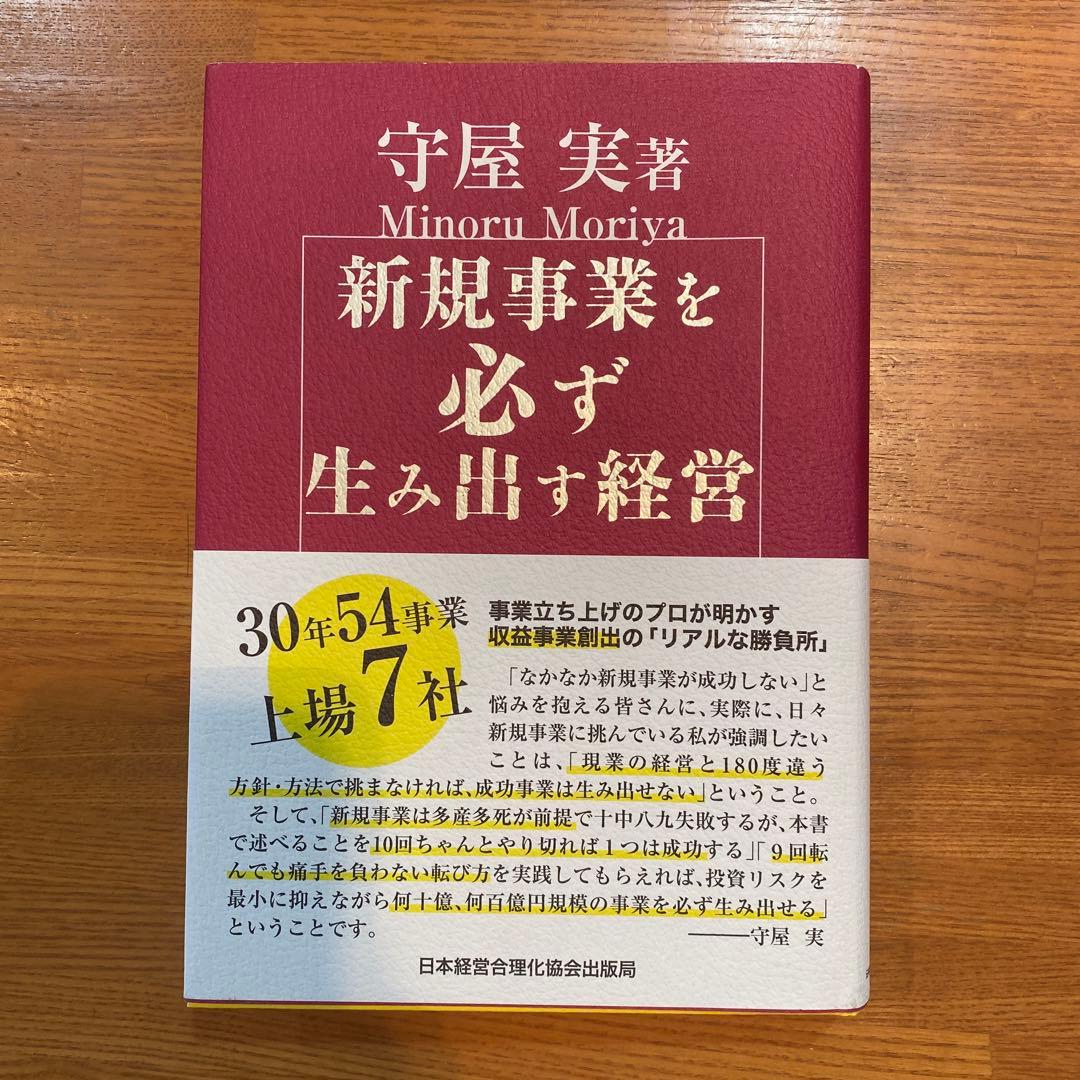 守屋 実著
Minoru Moriya
新規事業を
必ず
生み出す経営
30年54事業
上場7社
事業立ち上げのプロが明かす
収益事業創出の「リアルな勝負所」
「なかなか新規事業が成功しない」と
悩みを抱える皆さんに、実際に、日々
新規事業に挑んでいる私が強調したい
ことは、「現業の経営と180度違う
方針・方法で挑まなければ、成功事業は生み出せない」ということ。
そして、「新規事業は多産多死が前提で十中八九失敗するが、本書
で述べることを10回ちゃんとやり切れば1つは成功する」「9回転
んでも痛手を負わない転び方を実践してもらえれば、投資リスクを
最小に抑えながら何十億、何百億円規模の事業を必ず生み出せる」
ということです。
――守屋 実
日本経営合理化協会出版局